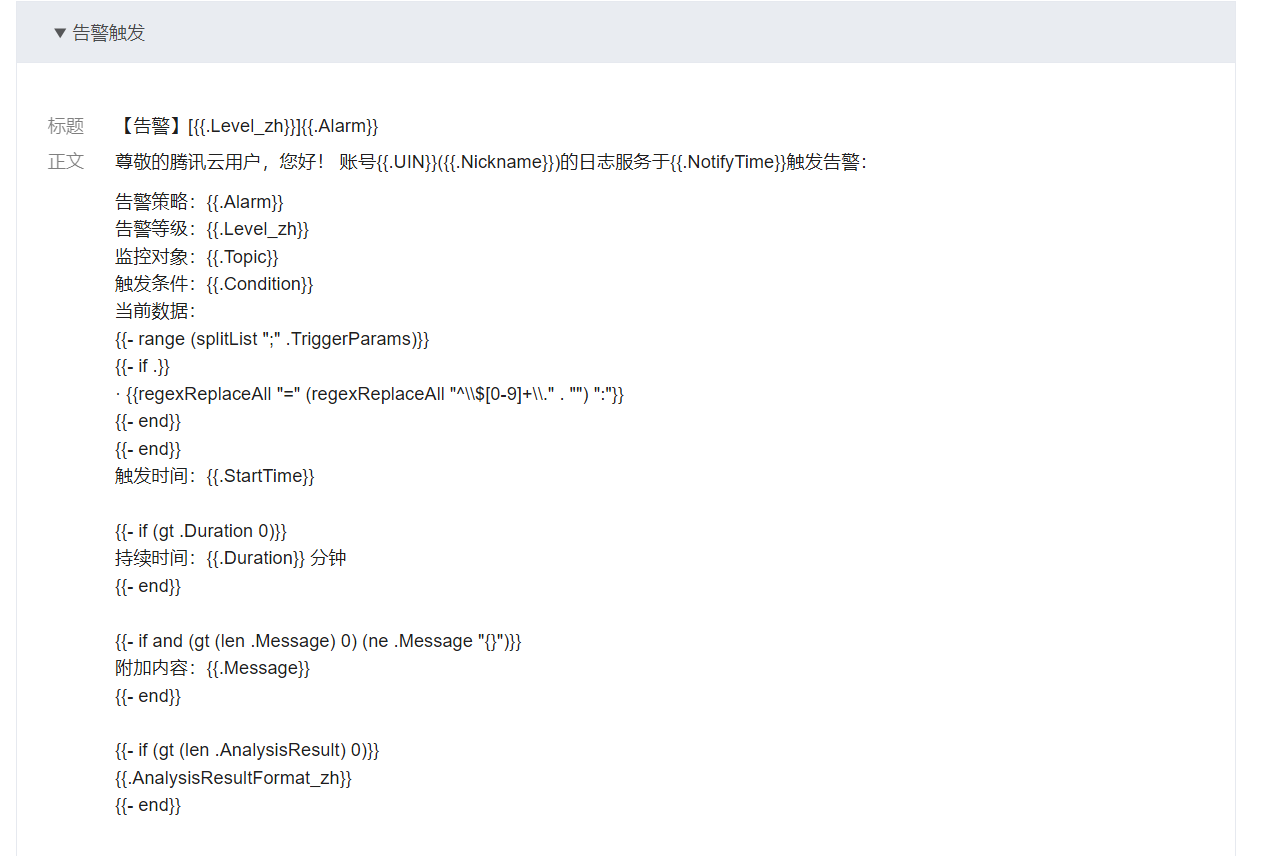 ▼ 告警触发
标题 【告警】[{{.Level_zh}}]{{.Alarm}}
正文 尊敬的腾讯云用户，您好！ 账号{{.UIN}}({{.Nickname}})的日志服务于{{.NotifyTime}}触发告警：
告警策略：{{.Alarm}}
告警等级：{{.Level_zh}}
监控对象：{{.Topic}}
触发条件：{{.Condition}}
当前数据：
{{- range (splitList ";" .TriggerParams)}}
{{- if .}}
· {{regexReplaceAll "=" (regexReplaceAll "^\\$[0-9]+\\." . "") ":"}}
{{- end}}
{{- end}}
触发时间：{{.StartTime}}
{{- if (gt .Duration 0)}}
持续时间：{{.Duration}} 分钟
{{- end}}
{{- if and (gt (len .Message) 0) (ne .Message "{}")}}
附加内容：{{.Message}}
{{- end}}
{{- if (gt (len .AnalysisResult) 0)}}
{{.AnalysisResultFormat_zh}}
{{- end}}